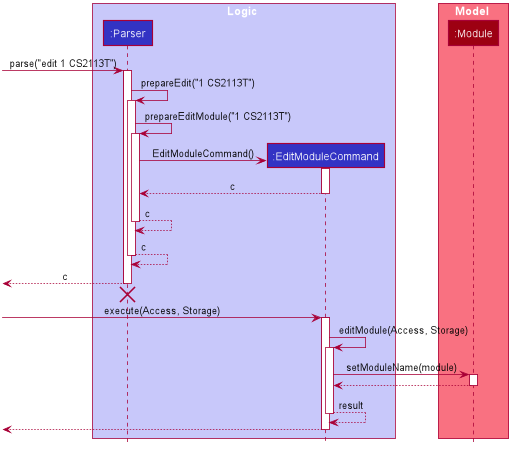 Logic
Model
:Parser
:Module
parse("edit 1 CS2113T")
prepareEdit("1 CS2113T")
prepareEditModule("1 CS2113T")
EditModuleCommand()
:EditModuleCommand
c
c
c
c
execute(Access, Storage)
editModule(Access, Storage)
setModuleName(module)
result